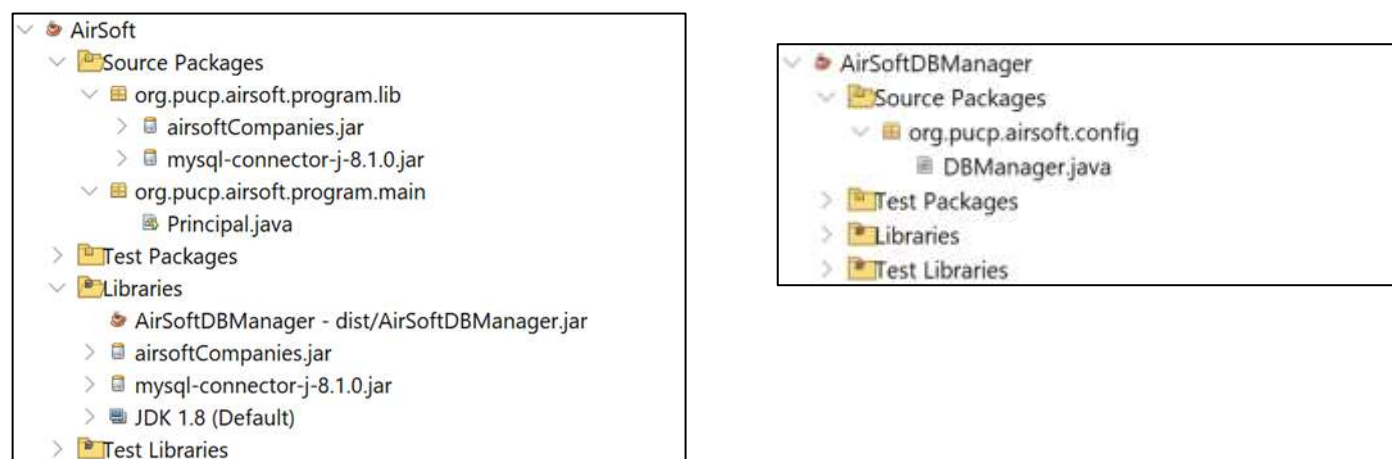 AirSoft
Source Packages
org.pucp.airsoft.program.lib
airsoftCompanies.jar
mysql-connector-j-8.1.0.jar
org.pucp.airsoft.program.main
Principal.java
Test Packages
Libraries
AirSoftDBManager - dist/AirSoftDBManager.jar
airsoftCompanies.jar
mysql-connector-j-8.1.0.jar
JDK 1.8 (Default)
Test Libraries
AirSoftDBManager
Source Packages
org.pucp.airsoft.config
DBManager.java
Test Packages
Libraries
Test Libraries